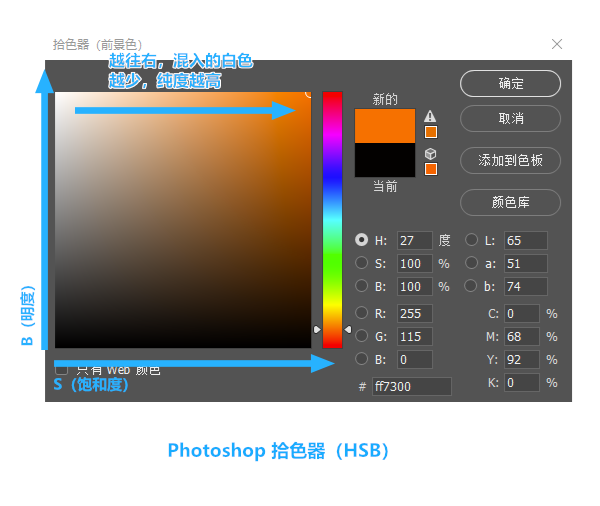 拾色器（前景色）
越往右，混入的白色
越少，纯度越高
新的
当前
确定
取消
添加到色板
颜色库
H: 27 度 L: 65
S: 100 % a: 51
B: 100 % b: 74
R: 255 C: 0 %
G: 115 M: 68 %
B: 0 Y: 92 %
# ff7300 K: 0 %
B（明度）
只有 Web 颜色
S（饱和度）
Photoshop 拾色器（HSB）